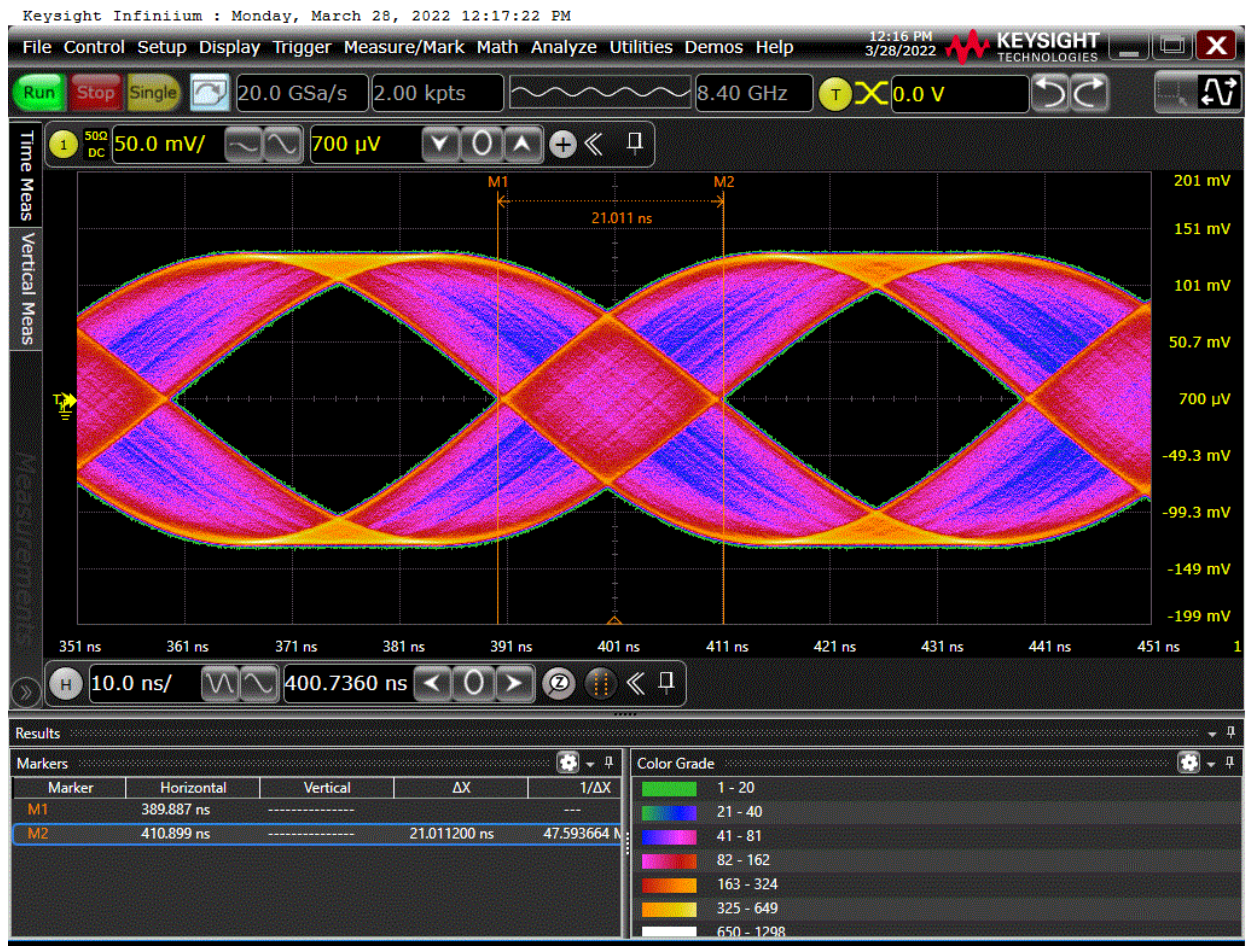 Keysight Infiniium : Monday, March 28, 2022 12:17:22 PM
File Control Setup Display Trigger Measure/Mark Math Analyze Utilities Demos Help
12:16 PM
3/28/2022
KEYSIGHT
TECHNOLOGIES
Run Stop Single 20.0 GSa/s 2.00 kpts 8.40 GHz T 0.0 V
Time Meas
Vertical Meas
Measurements
1 50Ω DC 50.0 mV/ 700 µV
M1 M2
21.011 ns
201 mV
151 mV
101 mV
50.7 mV
700 µV
-49.3 mV
-99.3 mV
-149 mV
-199 mV
T
351 ns 361 ns 371 ns 381 ns 391 ns 401 ns 411 ns 421 ns 431 ns 441 ns 451 ns 1
H 10.0 ns/ 400.7360 ns Z
Results
Markers
Marker Horizontal Vertical ΔX 1/ΔX
M1 389.887 ns --------------- ---
M2 410.899 ns --------------- 21.011200 ns 47.593664 M
Color Grade
1 - 20
21 - 40
41 - 81
82 - 162
163 - 324
325 - 649
650 - 1298